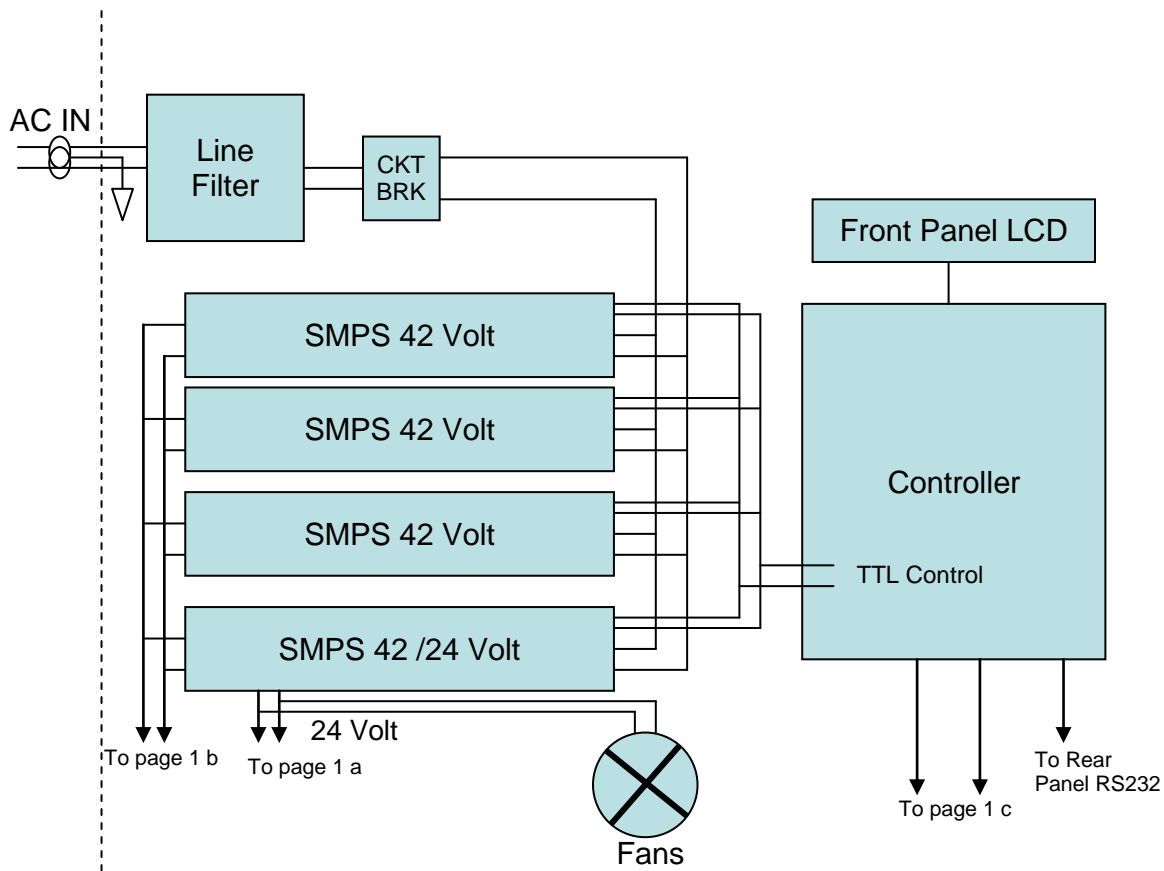 AC IN
Line
Filter
CKT
BRK
Front Panel LCD
SMPS 42 Volt
SMPS 42 Volt
SMPS 42 Volt
SMPS 42 /24 Volt
Controller
TTL Control
24 Volt
To page 1 b
To page 1 a
Fans
To page 1 c
To Rear
Panel RS232